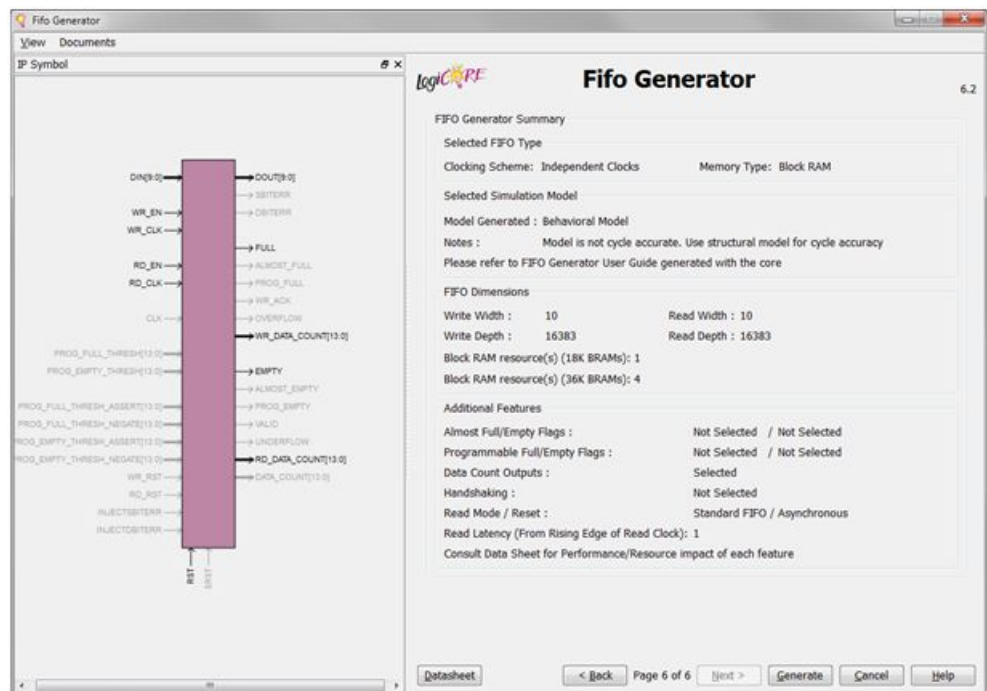 Fifo Generator
View Documents
IP Symbol
DIN[9:0]
WR_EN
WR_CLK
RD_EN
RD_CLK
CLK
PROG_FULL_THRESH[13:0]
PROG_EMPTY_THRESH[13:0]
PROG_FULL_THRESH_ASSERT[13:0]
PROG_FULL_THRESH_NEGATE[13:0]
PROG_EMPTY_THRESH_ASSERT[13:0]
PROG_EMPTY_THRESH_NEGATE[13:0]
WR_RST
RD_RST
INJECTSBITERR
INJECTDBITERR
RST
SRST
DOUT[9:0]
SBITERR
DBITERR
FULL
ALMOST_FULL
PROG_FULL
WR_ACK
OVERFLOW
WR_DATA_COUNT[13:0]
EMPTY
ALMOST_EMPTY
PROG_EMPTY
VALID
UNDERFLOW
RD_DATA_COUNT[13:0]
DATA_COUNT[13:0]
LogiCORE
Fifo Generator
6.2
FIFO Generator Summary
Selected FIFO Type
Clocking Scheme: Independent Clocks Memory Type: Block RAM
Selected Simulation Model
Model Generated : Behavioral Model
Notes : Model is not cycle accurate. Use structural model for cycle accuracy
Please refer to FIFO Generator User Guide generated with the core
FIFO Dimensions
Write Width : 10 Read Width : 10
Write Depth : 16383 Read Depth : 16383
Block RAM resource(s) (18K BRAMs): 1
Block RAM resource(s) (36K BRAMs): 4
Additional Features
Almost Full/Empty Flags : Not Selected / Not Selected
Programmable Full/Empty Flags : Not Selected / Not Selected
Data Count Outputs : Selected
Handshaking : Not Selected
Read Mode / Reset : Standard FIFO / Asynchronous
Read Latency (From Rising Edge of Read Clock): 1
Consult Data Sheet for Performance/Resource impact of each feature
Datasheet < Back Page 6 of 6 Next > Generate Cancel Help